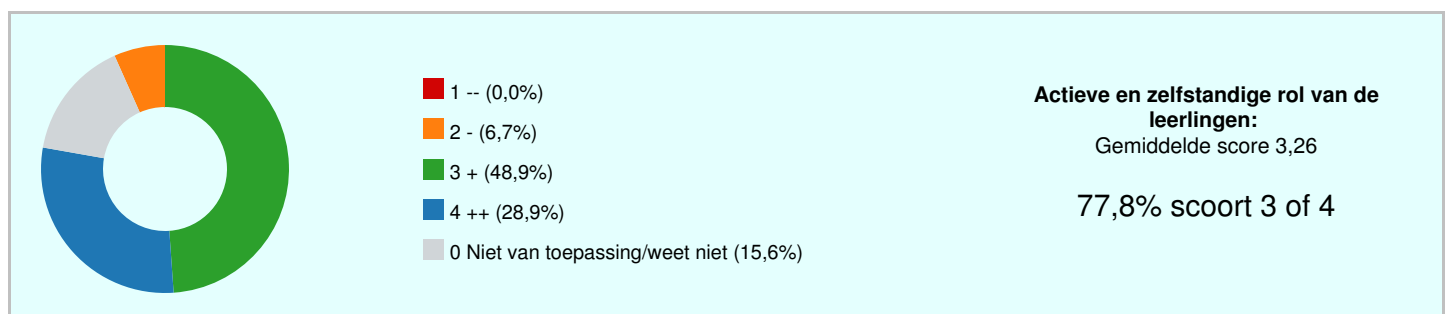 1 -- (0,0%)
2 - (6,7%)
3 + (48,9%)
4 ++ (28,9%)
0 Niet van toepassing/weet niet (15,6%)
Actieve en zelfstandige rol van de
leerlingen:
Gemiddelde score 3,26
77,8% scoort 3 of 4